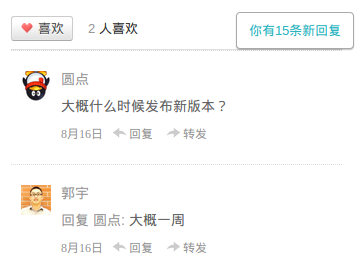 喜欢 2 人喜欢 你有15条新回复
圆点
大概什么时候发布新版本？
8月16日 回复 转发
郭宇
回复 圆点: 大概一周
8月16日 回复 转发